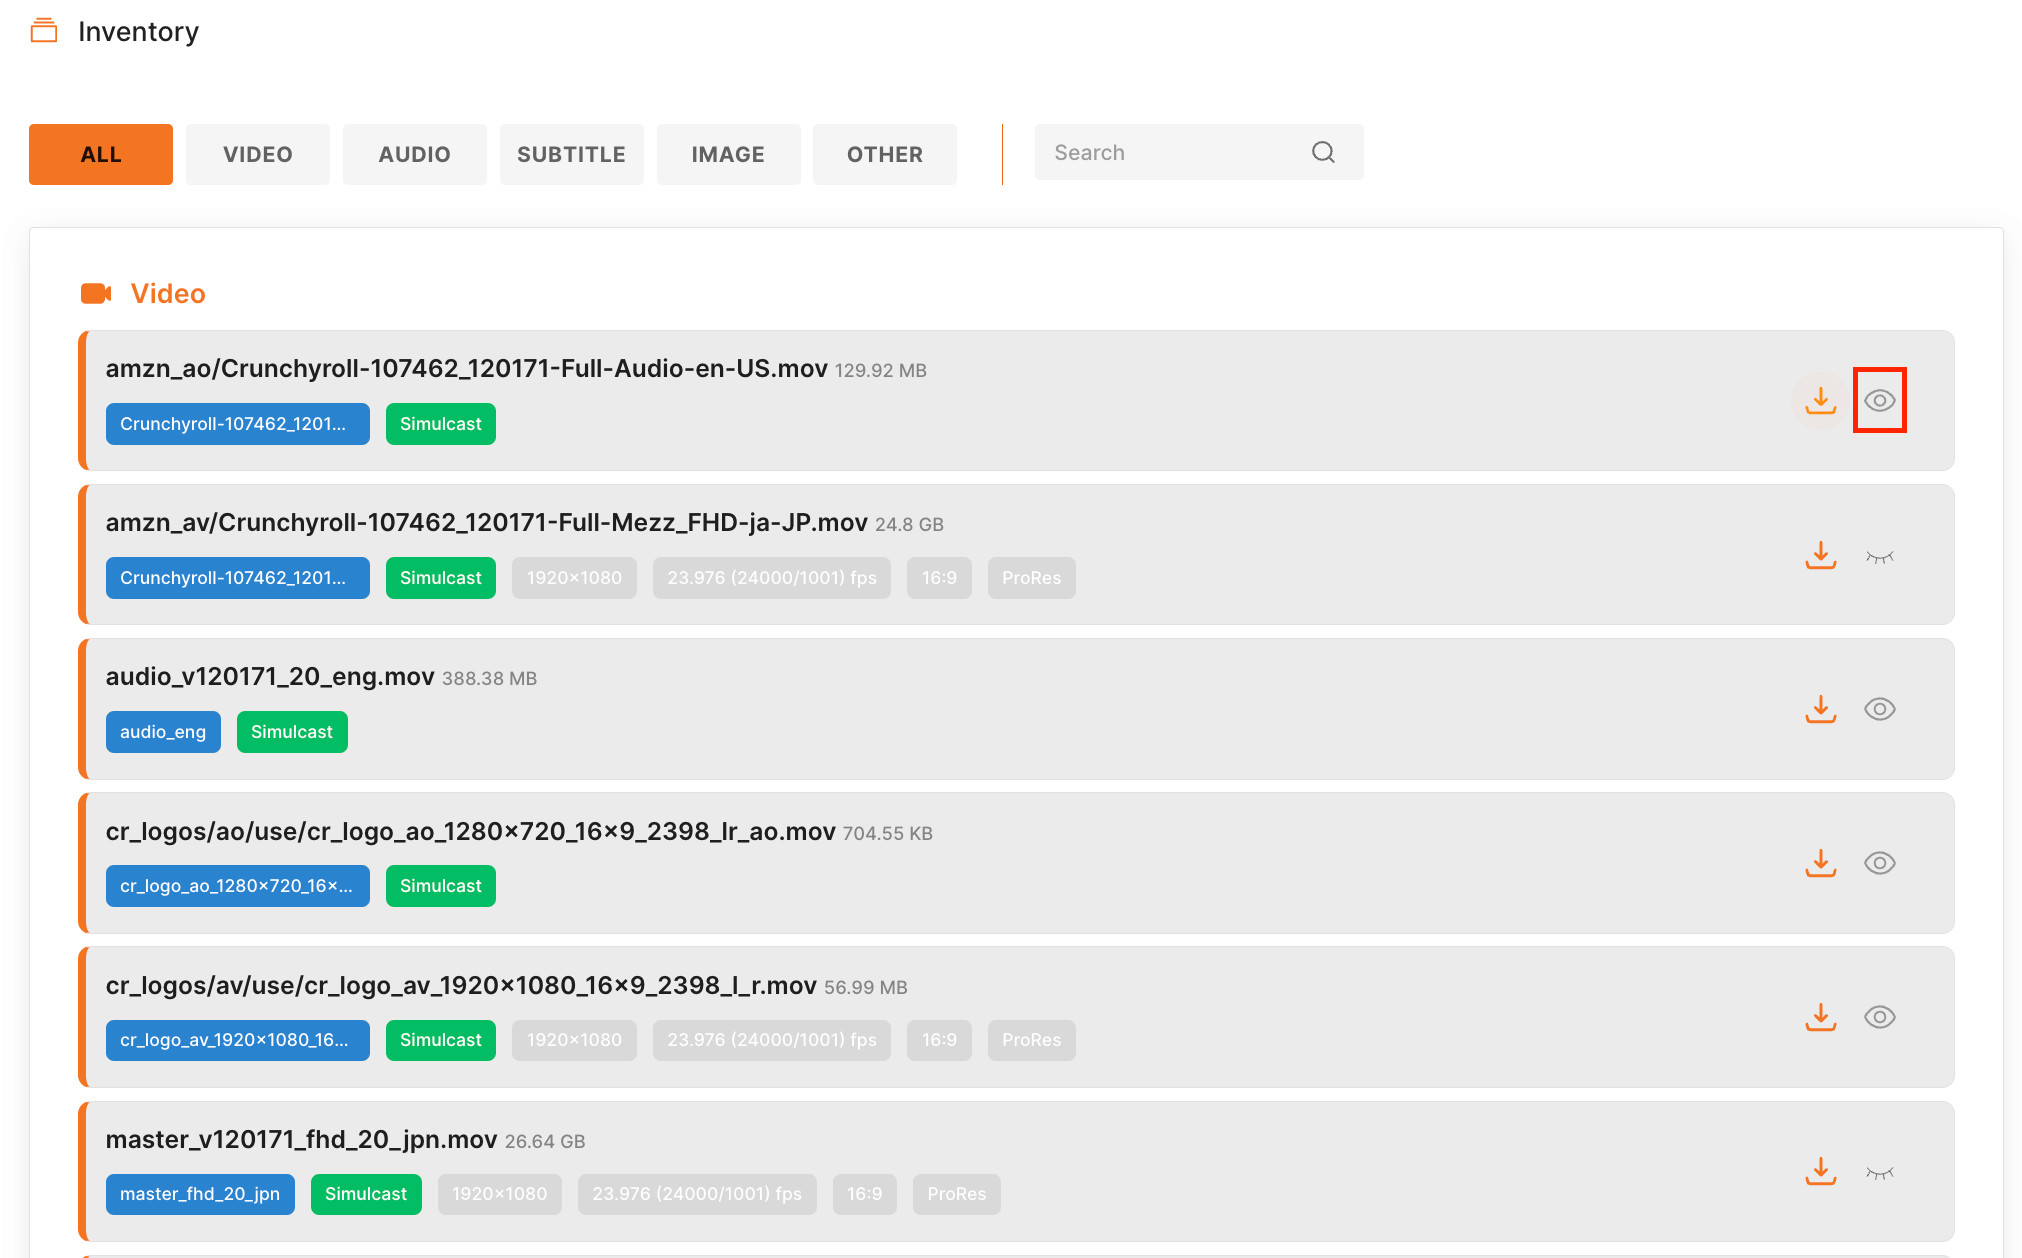 Inventory
ALL VIDEO AUDIO SUBTITLE IMAGE OTHER Search
Video
amzn_ao/Crunchyroll-107462_120171-Full-Audio-en-US.mov 129.92 MB
Crunchyroll-107462_1201... Simulcast
amzn_av/Crunchyroll-107462_120171-Full-Mezz_FHD-ja-JP.mov 24.8 GB
Crunchyroll-107462_1201... Simulcast 1920×1080 23.976 (24000/1001) fps 16:9 ProRes
audio_v120171_20_eng.mov 388.38 MB
audio_eng Simulcast
cr_logos/ao/use/cr_logo_ao_1280×720_16×9_2398_lr_ao.mov 704.55 KB
cr_logo_ao_1280×720_16×... Simulcast
cr_logos/av/use/cr_logo_av_1920×1080_16×9_2398_l_r.mov 56.99 MB
cr_logo_av_1920×1080_16... Simulcast 1920×1080 23.976 (24000/1001) fps 16:9 ProRes
master_v120171_fhd_20_jpn.mov 26.64 GB
master_fhd_20_jpn Simulcast 1920×1080 23.976 (24000/1001) fps 16:9 ProRes